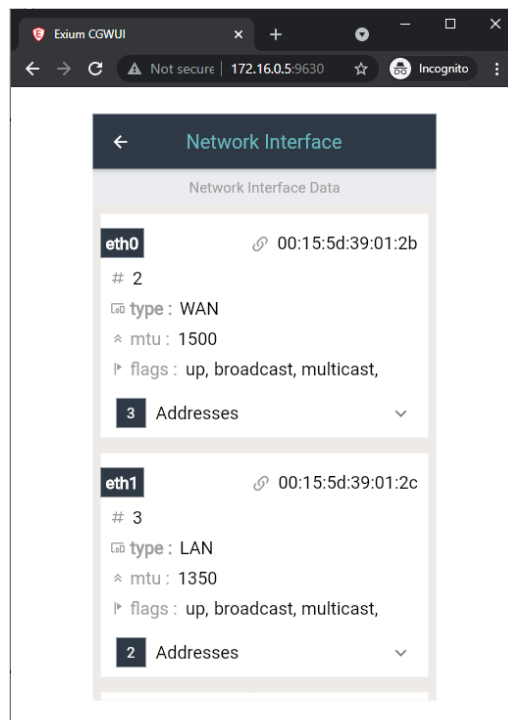 Exium CGWUI
Not secure 172.16.0.5:9630 Incognito
Network Interface
Network Interface Data
eth0 00:15:5d:39:01:2b
# 2
type : WAN
mtu : 1500
flags : up, broadcast, multicast,
3 Addresses
eth1 00:15:5d:39:01:2c
# 3
type : LAN
mtu : 1350
flags : up, broadcast, multicast,
2 Addresses